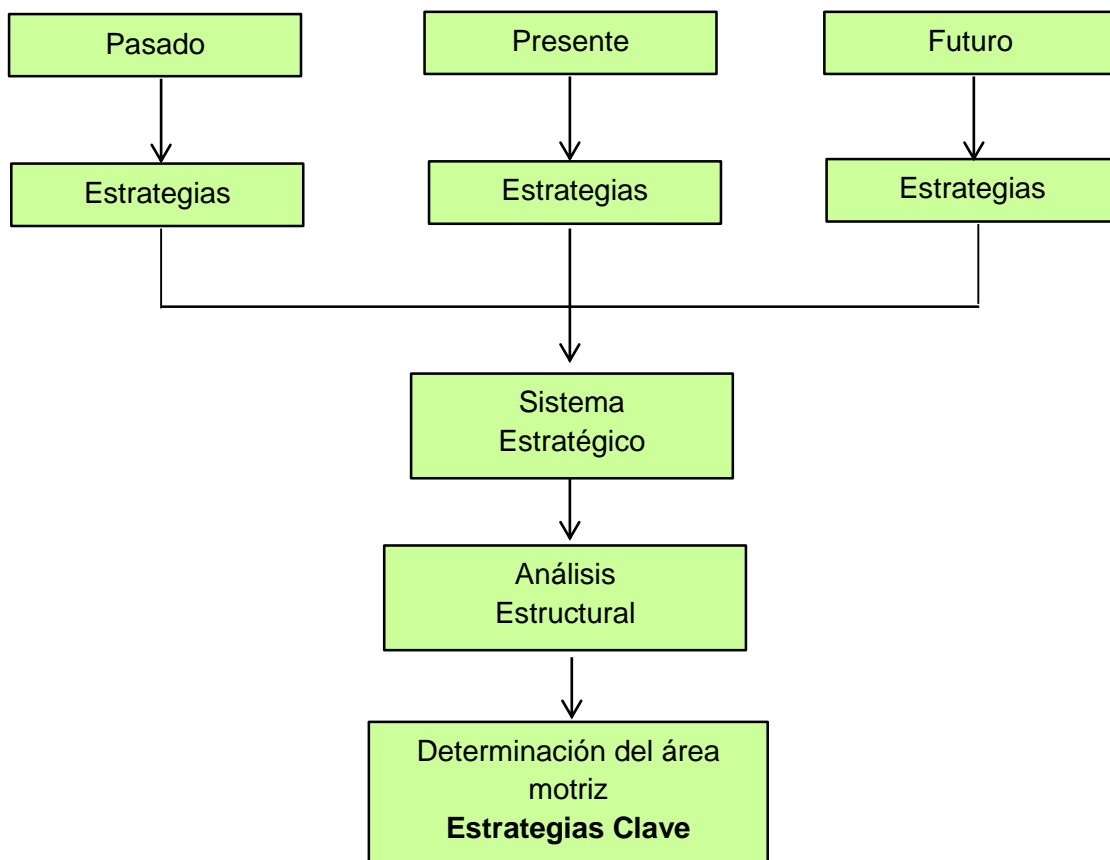 Pasado
Presente
Futuro
Estrategias
Estrategias
Estrategias
Sistema
Estratégico
Análisis
Estructural
Determinación del área
motriz
Estrategias Clave